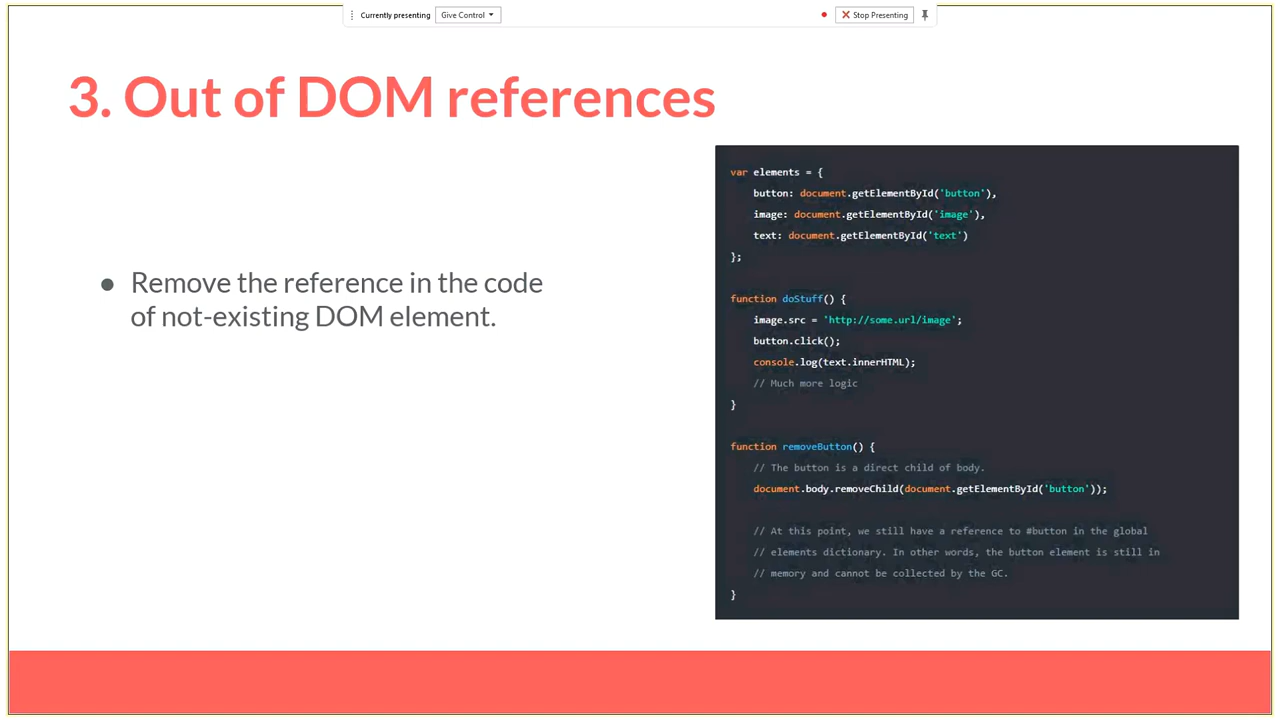 Currently presenting Give Control Stop Presenting
3. Out of DOM references
● Remove the reference in the code
of not-existing DOM element.
var elements = {
    button: document.getElementById('button'),
    image: document.getElementById('image'),
    text: document.getElementById('text')
};
function doStuff() {
    image.src = 'http://some.url/image';
    button.click();
    console.log(text.innerHTML);
    // Much more logic
}
function removeButton() {
    // The button is a direct child of body.
    document.body.removeChild(document.getElementById('button'));
    // At this point, we still have a reference to #button in the global
    // elements dictionary. In other words, the button element is still in
    // memory and cannot be collected by the GC.
}